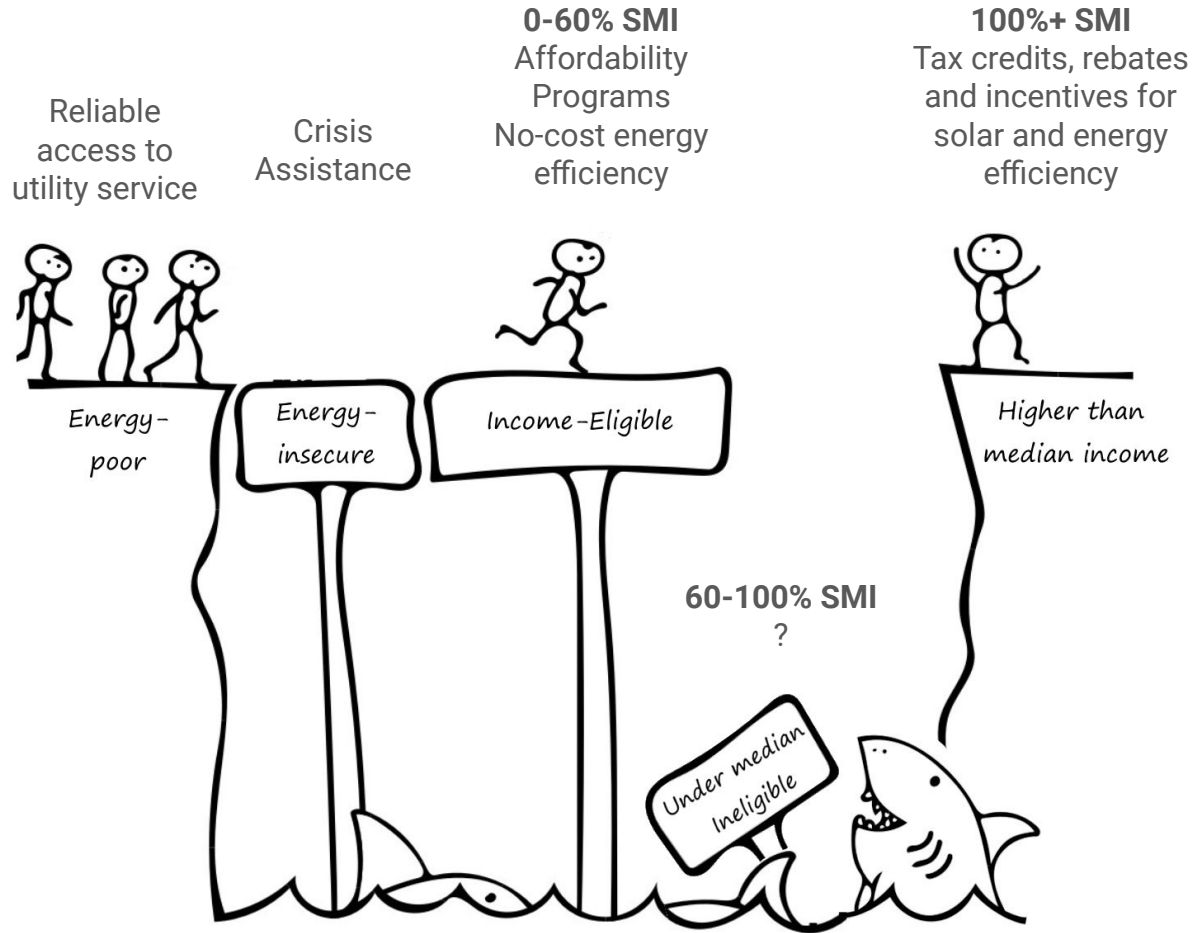 Reliable
access to
utility service
Crisis
Assistance
0-60% SMI
Affordability
Programs
No-cost energy
efficiency
100%+ SMI
Tax credits, rebates
and incentives for
solar and energy
efficiency
Energy-
poor
Energy-
insecure
Income-Eligible
Higher than
median income
60-100% SMI
?
Under median
Ineligible